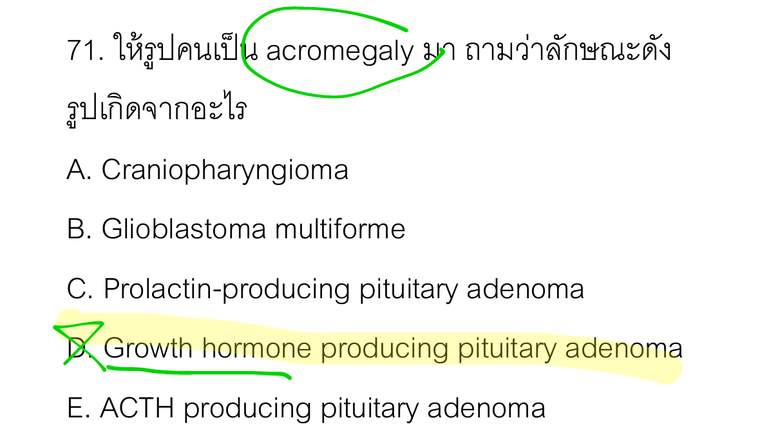 71. ให้รูปคนเป็น acromegaly มา ถามว่าลักษณะดัง
รูปเกิดจากอะไร
A. Craniopharyngioma
B. Glioblastoma multiforme
C. Prolactin-producing pituitary adenoma
D. Growth hormone producing pituitary adenoma
E. ACTH producing pituitary adenoma